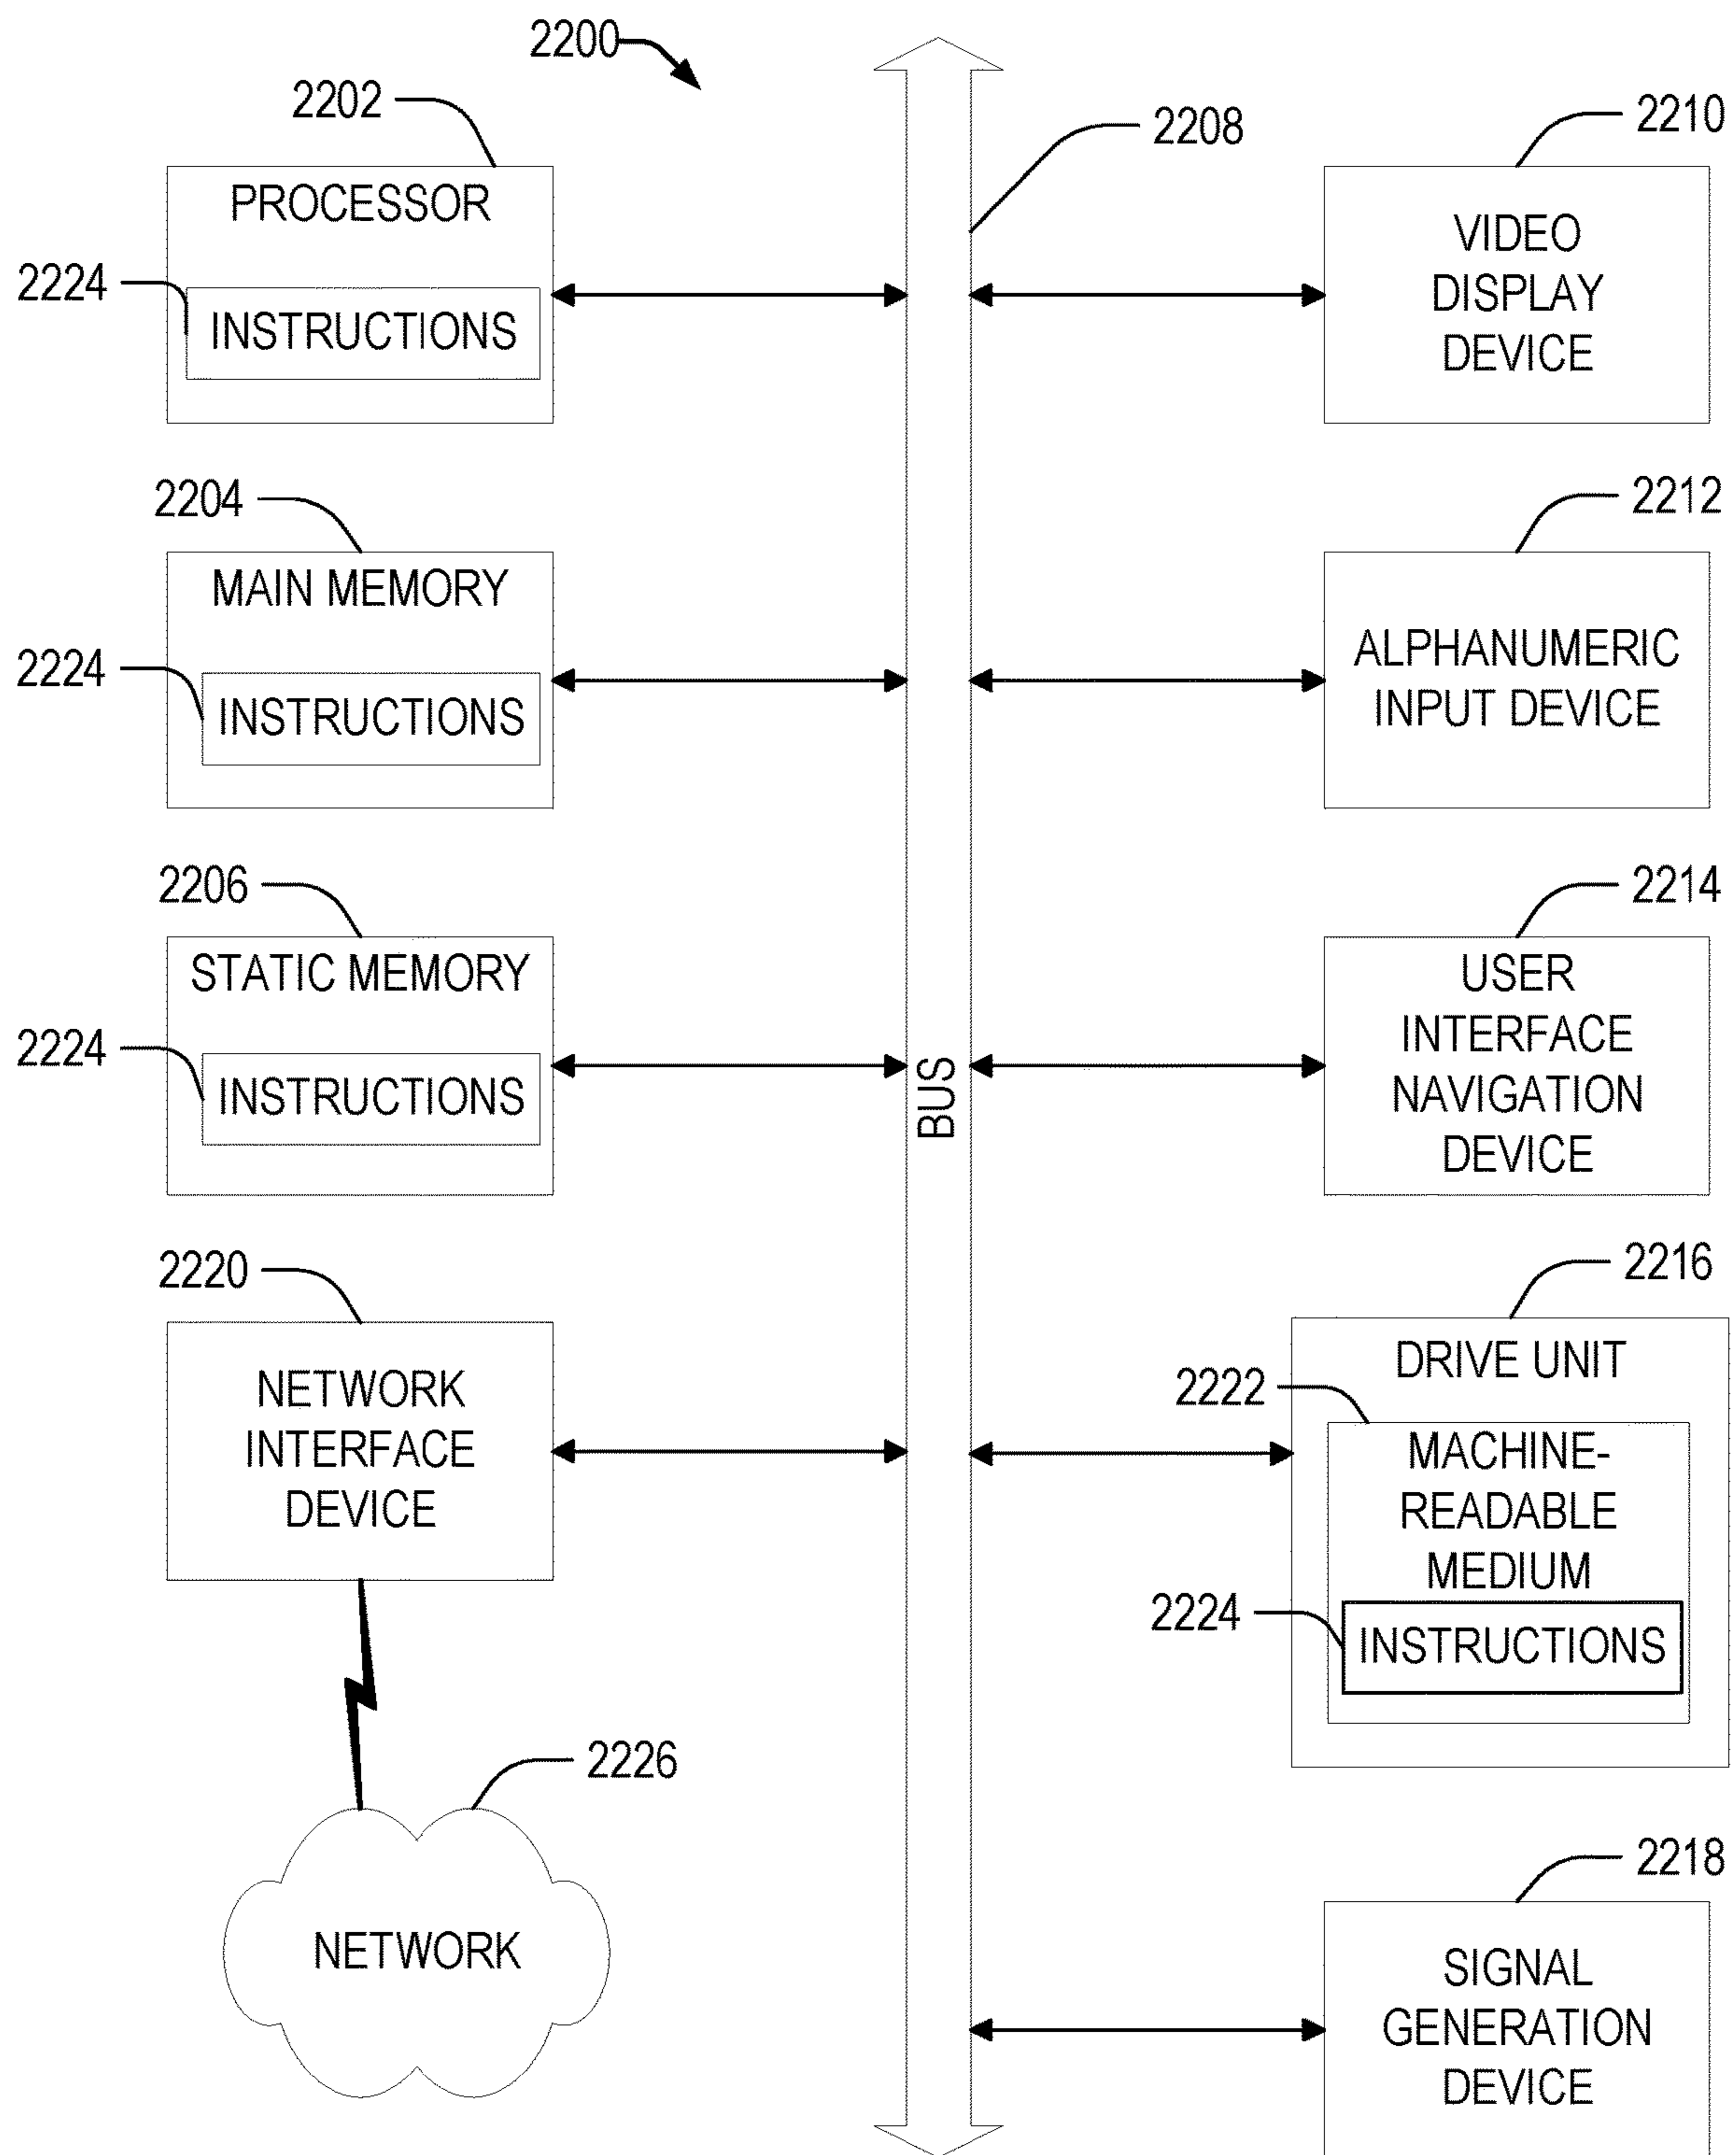 2200
2202
PROCESSOR
2224
INSTRUCTIONS
2204
MAIN MEMORY
2224
INSTRUCTIONS
2206
STATIC MEMORY
2224
INSTRUCTIONS
2220
NETWORK
INTERFACE
DEVICE
2226
NETWORK
2208
BUS
2210
VIDEO
DISPLAY
DEVICE
2212
ALPHANUMERIC
INPUT DEVICE
2214
USER
INTERFACE
NAVIGATION
DEVICE
2216
DRIVE UNIT
2222
MACHINE-
READABLE
MEDIUM
2224
INSTRUCTIONS
2218
SIGNAL
GENERATION
DEVICE